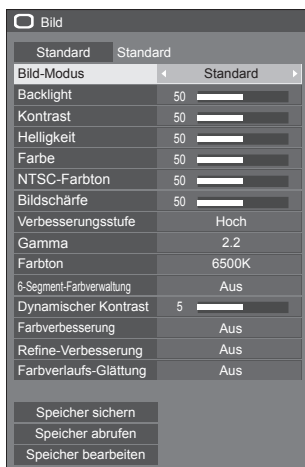 Bild
Standard Standard
Bild-Modus Standard
Backlight 50
Kontrast 50
Helligkeit 50
Farbe 50
NTSC-Farbton 50
Bildschärfe 50
Verbesserungsstufe Hoch
Gamma 2.2
Farbton 6500K
6-Segment-Farbverwaltung Aus
Dynamischer Kontrast 5
Farbverbesserung Aus
Refine-Verbesserung Aus
Farbverlaufs-Glättung Aus
Speicher sichern
Speicher abrufen
Speicher bearbeiten